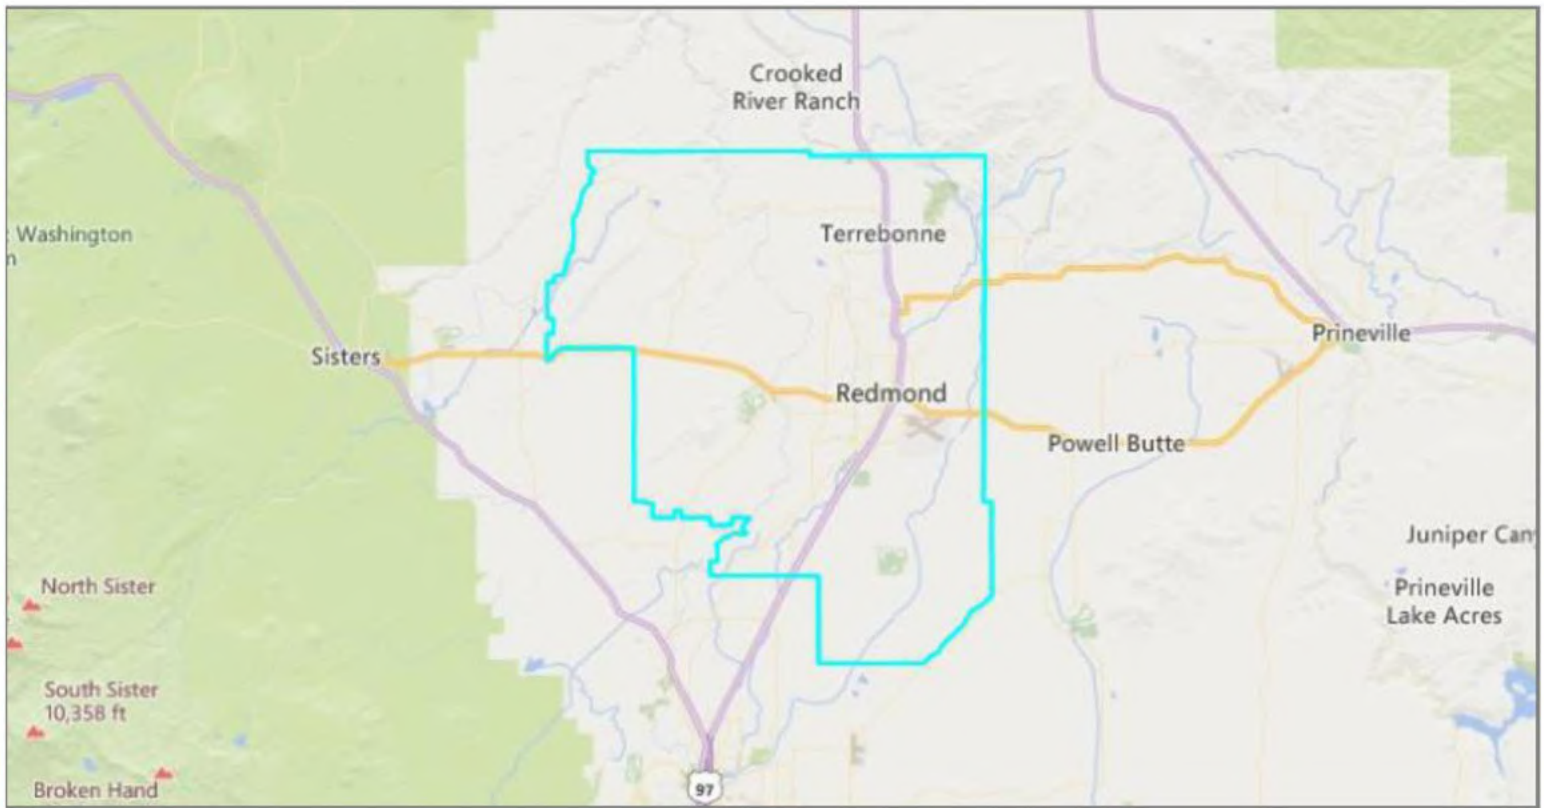 Crooked
River Ranch
Washington
Terrebonne
Prineville
Sisters
Redmond
Powell Butte
Juniper Can
North Sister
Prineville
Lake Acres
South Sister
10,358 ft
Broken Hand
97